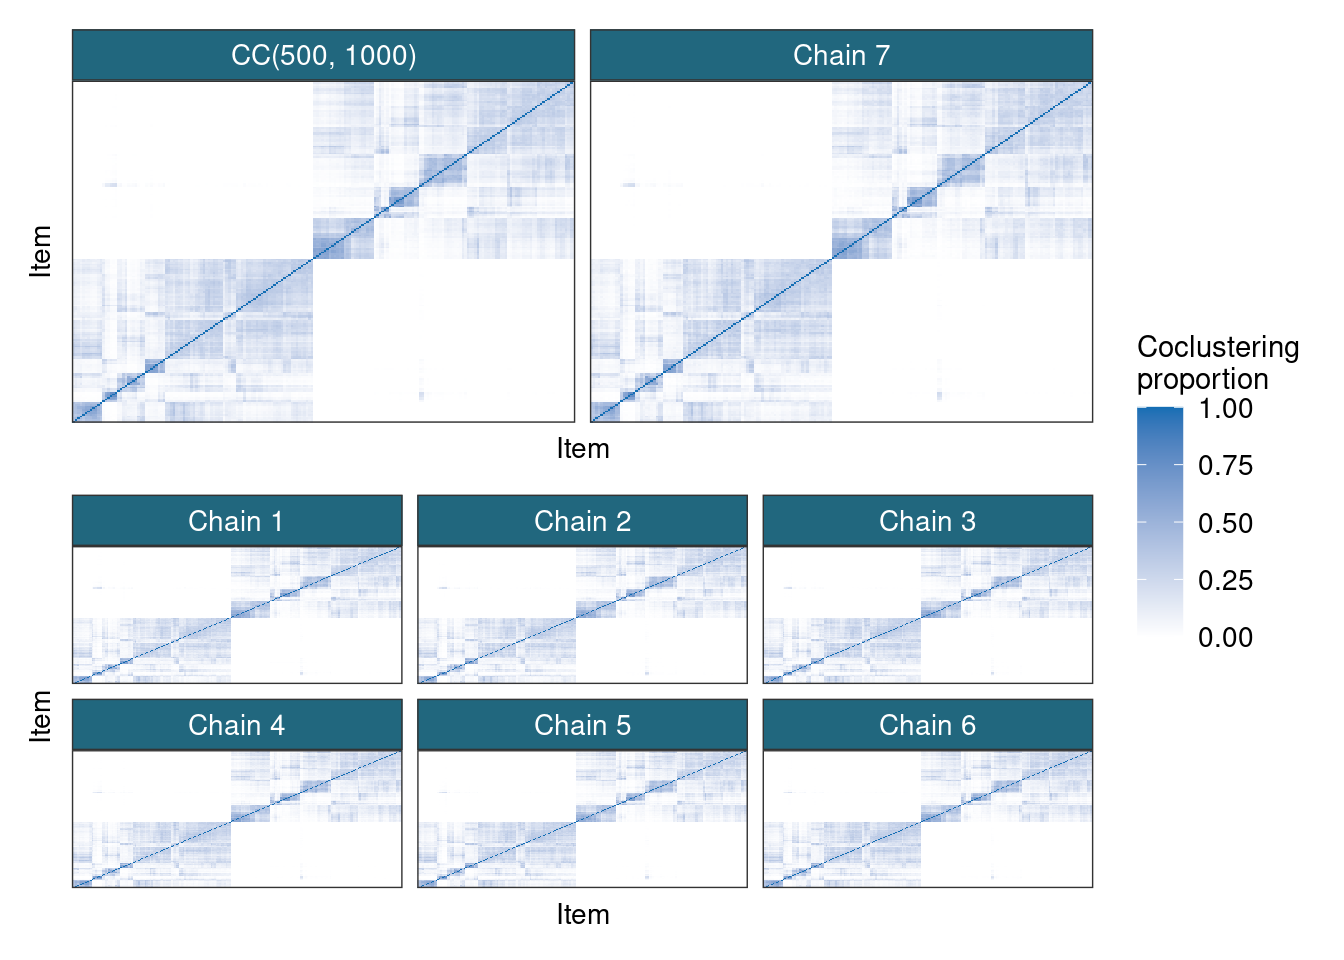 CC(500, 1000)
Chain 7
Item
Item
Coclustering
proportion
1.00
0.75
0.50
0.25
0.00
Chain 1
Chain 2
Chain 3
Item
Chain 4
Chain 5
Chain 6
Item